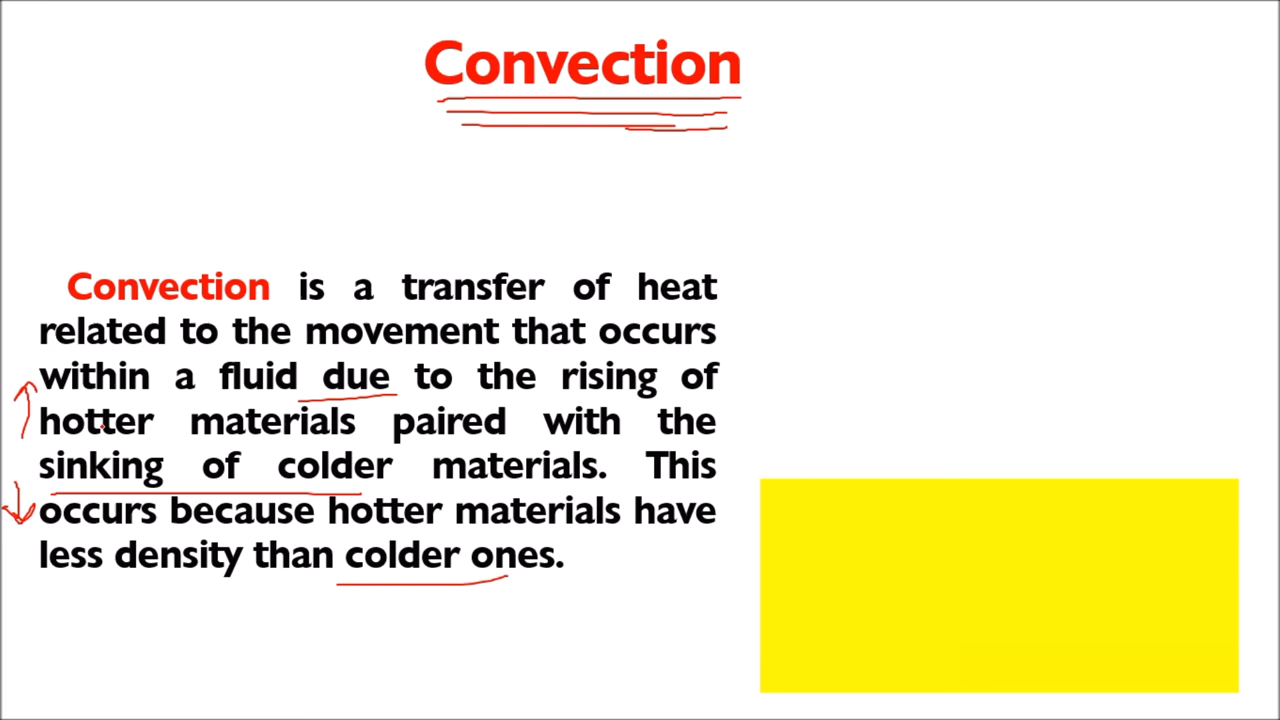 Convection
Convection is a transfer of heat
related to the movement that occurs
within a fluid due to the rising of
hotter materials paired with the
sinking of colder materials. This
occurs because hotter materials have
less density than colder ones.